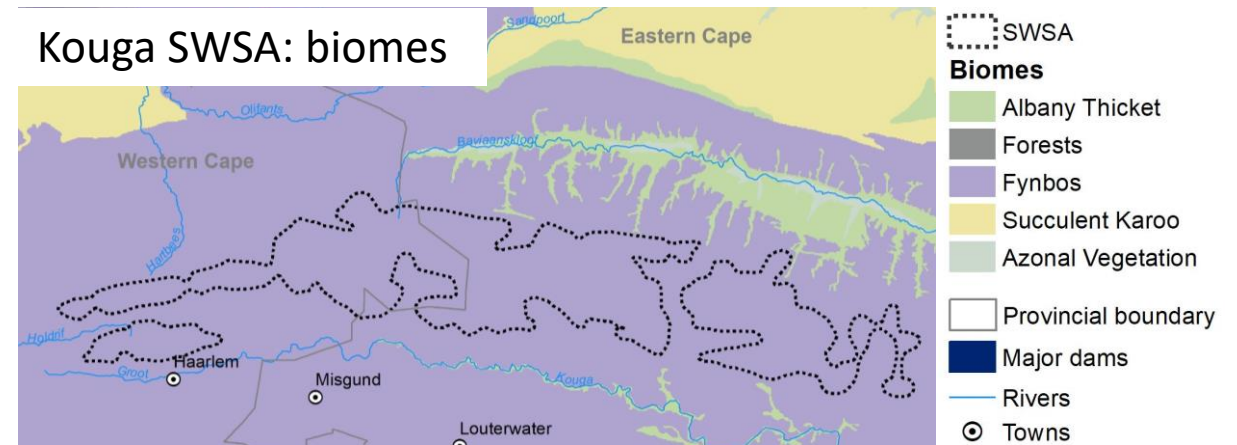 Kouga SWSA: biomes
Sandpoort
Eastern Cape
Olifants
Baviaanskloof
Western Cape
Hartbees
Holdrif
Haarlem
Groot
Misgund
Kouga
Louterwater
SWSA
Biomes
Albany Thicket
Forests
Fynbos
Succulent Karoo
Azonal Vegetation
Provincial boundary
Major dams
Rivers
Towns